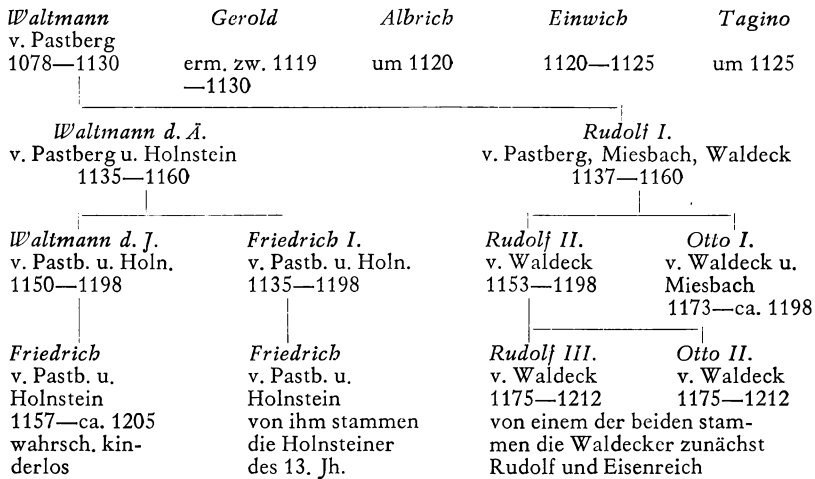 Waltmann Gerold Albrich Einwich Tagino
v. Pastberg
1078—1130 erm. zw. 1119 um 1120 1120—1125 um 1125
—1130
Waltmann d. Ä. Rudolf I.
v. Pastberg u. Holnstein v. Pastberg, Miesbach, Waldeck
1135—1160 1137—1160
Waltmann d. J. Friedrich I. Rudolf II. Otto I.
v. Pastb. u. Holn. v. Pastb. u. Holn. v. Waldeck v. Waldeck u.
1150—1198 1135—1198 1153—1198 Miesbach
1173—ca. 1198
Friedrich Friedrich Rudolf III. Otto II.
v. Pastb. u. v. Pastb. u. v. Waldeck v. Waldeck
Holnstein Holnstein 1175—1212 1175—1212
1157—ca. 1205 von ihm stammen von einem der beiden stam-
wahrsch. kin- die Holnsteiner men die Waldecker zunächst
derlos des 13. Jh. Rudolf und Eisenreich